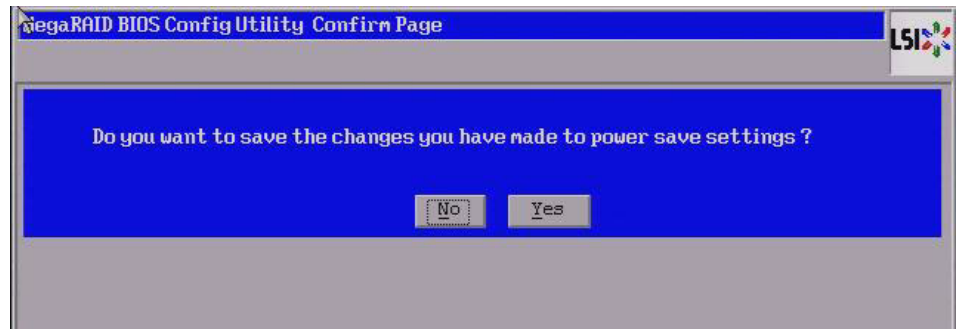 MegaRAID BIOS Config Utility Confirm Page
LSI
Do you want to save the changes you have made to power save settings ?
No
Yes